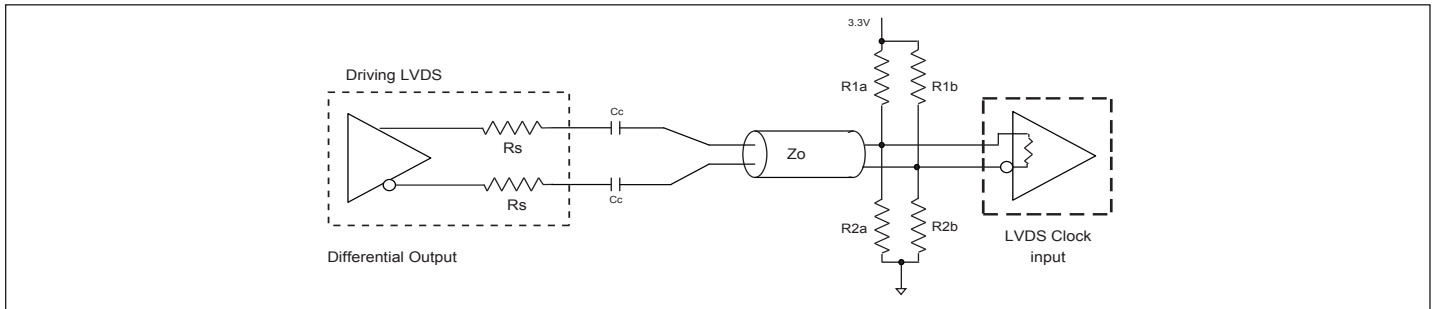 3.3V
Driving LVDS
R1a
R1b
Cc
Rs
Zo
Rs
Cc
R2a
R2b
LVDS Clock
input
Differential Output